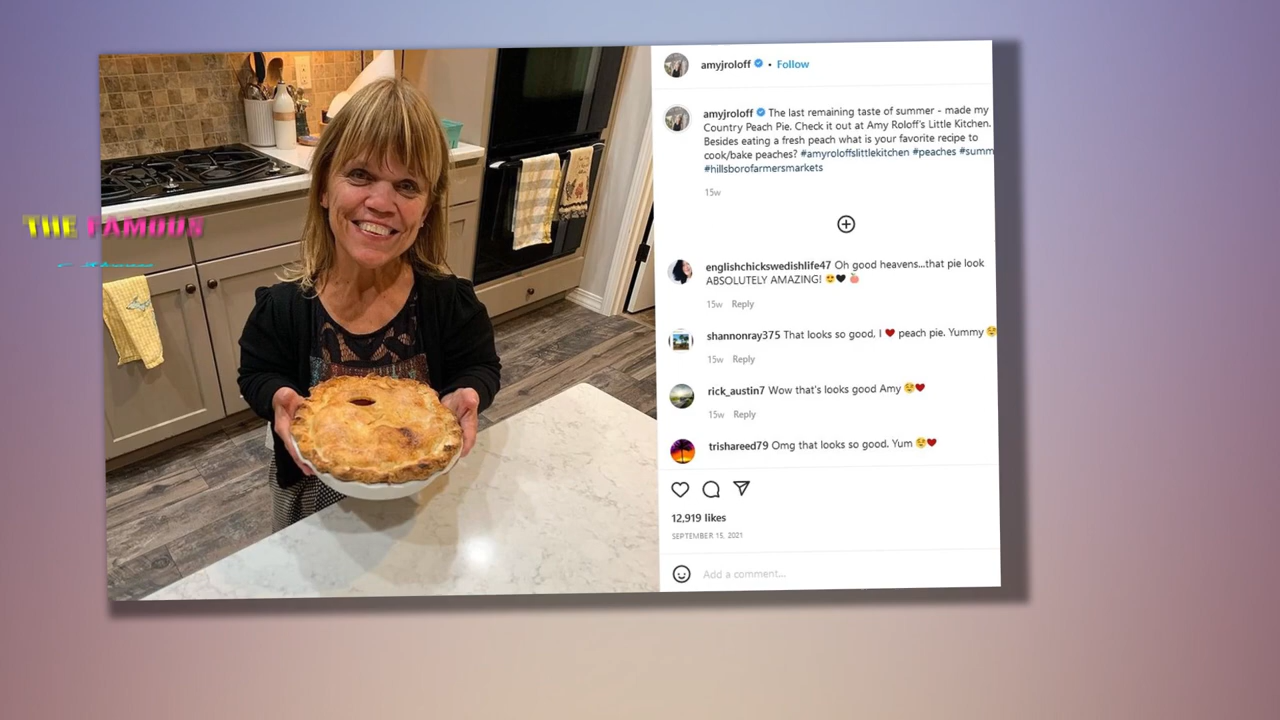 THE FAMOUS
amyjroloff • Follow
amyjroloff The last remaining taste of summer - made my
Country Peach Pie. Check it out at Amy Roloff's Little Kitchen.
Besides eating a fresh peach what is your favorite recipe to
cook/bake peaches? #amyroloffslittlekitchen #peaches #summ
#hillsborofarmersmarkets
15w
englishchickswedishlife47 Oh good heavens...that pie look
ABSOLUTELY AMAZING! 😍🖤🍑
15w Reply
shannonray375 That looks so good, I ❤️ peach pie. Yummy
15w Reply
rick_austin7 Wow that's looks good Amy
15w Reply
trishareed79 Omg that looks so good. Yum
12,919 likes
SEPTEMBER 15, 2021
Add a comment...